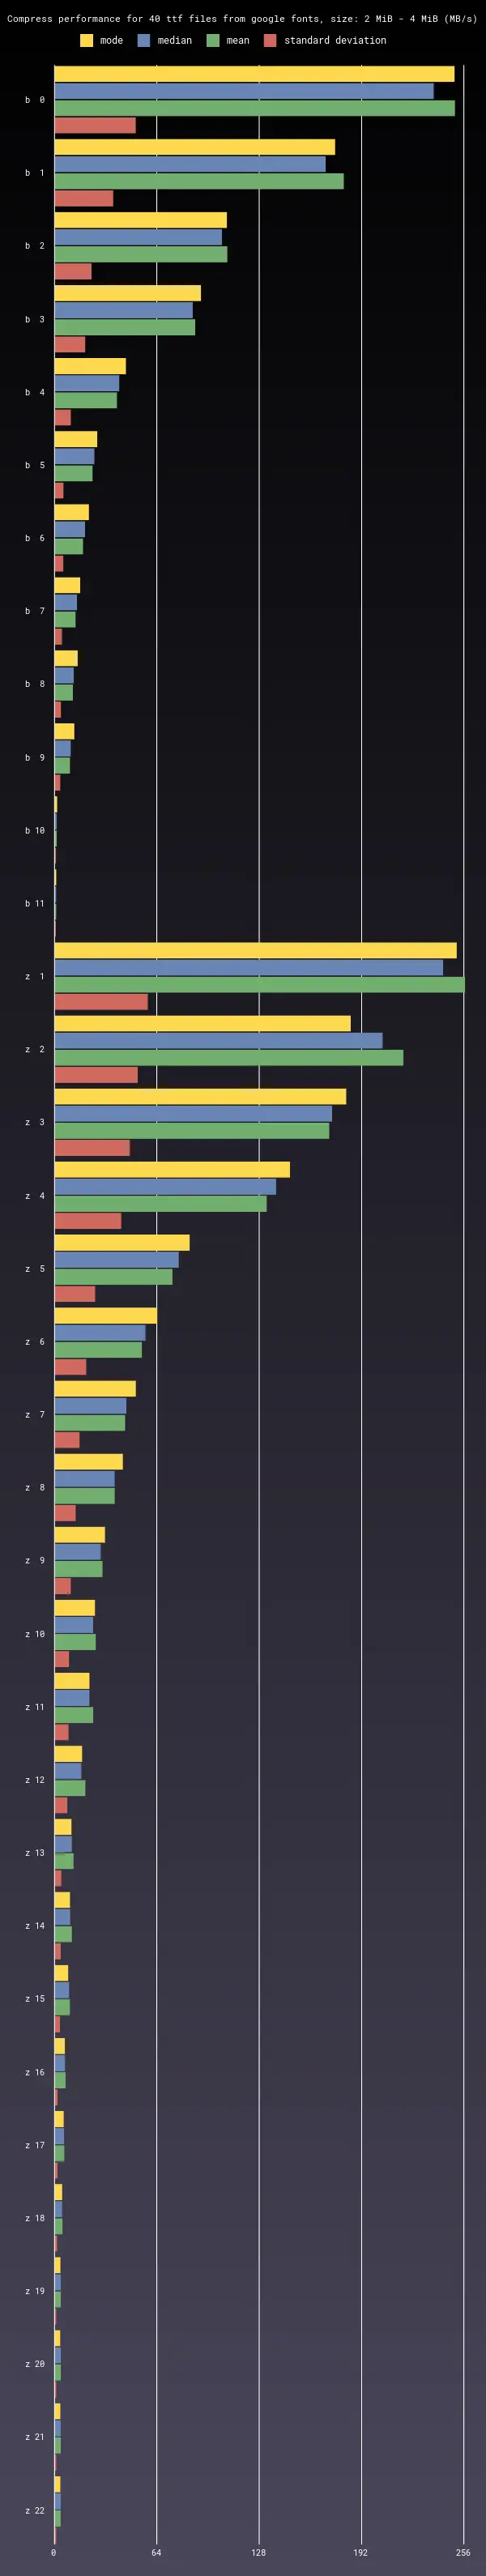 Compress performance for 40 ttf files from google fonts, size: 2 MiB - 4 MiB (MB/s)
mode median mean standard deviation
b 0
b 1
b 2
b 3
b 4
b 5
b 6
b 7
b 8
b 9
b 10
b 11
z 1
z 2
z 3
z 4
z 5
z 6
z 7
z 8
z 9
z 10
z 11
z 12
z 13
z 14
z 15
z 16
z 17
z 18
z 19
z 20
z 21
z 22
0 64 128 192 256